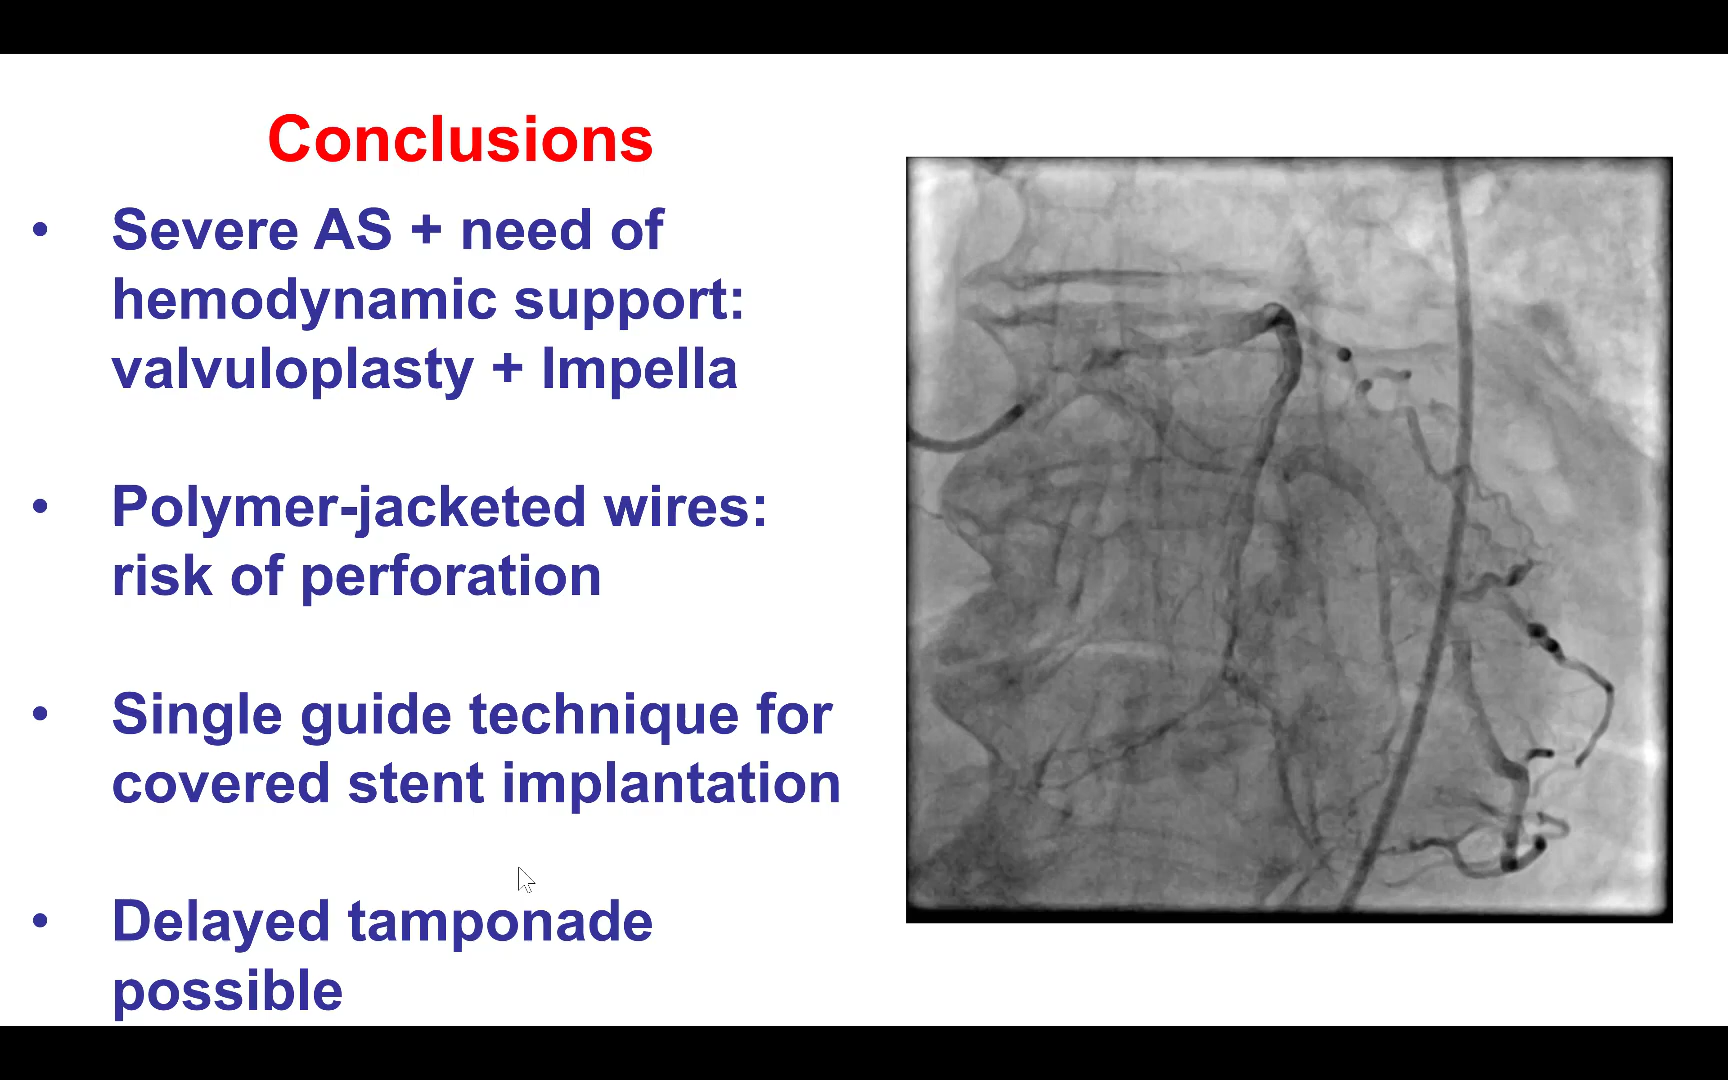 Conclusions
• Severe AS + need of
hemodynamic support:
valvuloplasty + Impella
• Polymer-jacketed wires:
risk of perforation
• Single guide technique for
covered stent implantation
• Delayed tamponade
possible